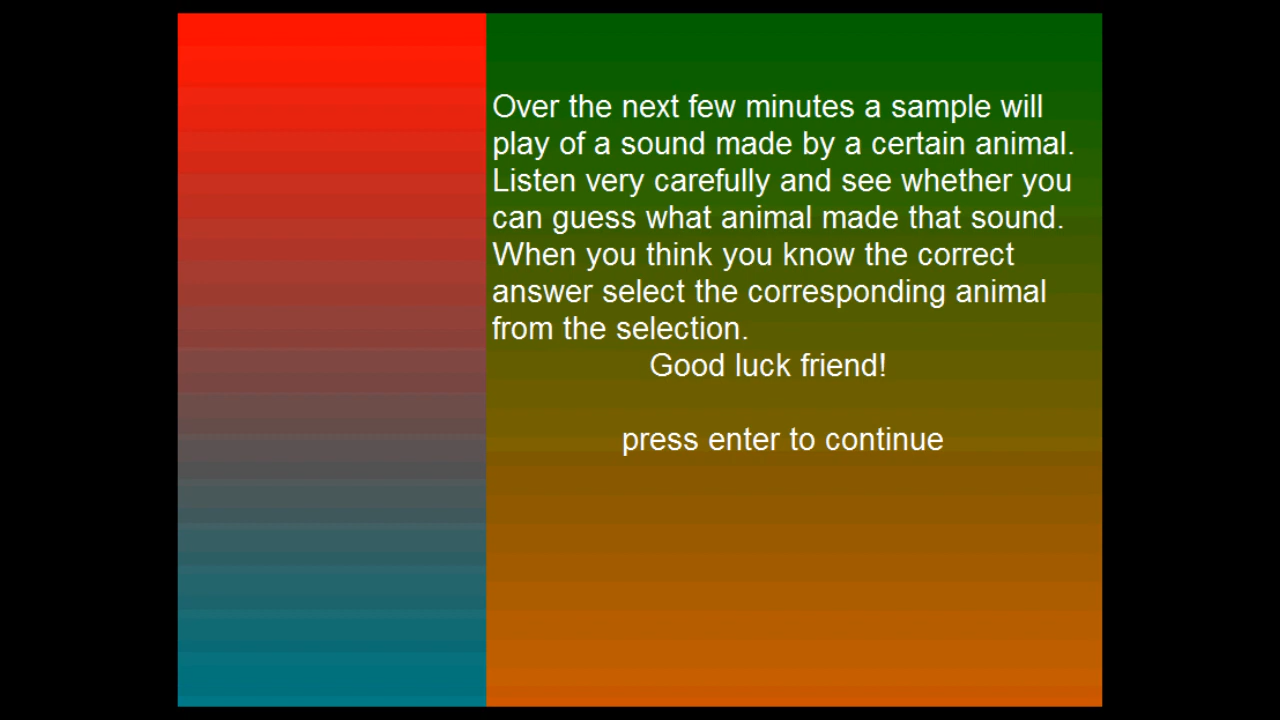 Over the next few minutes a sample will
play of a sound made by a certain animal.
Listen very carefully and see whether you
can guess what animal made that sound.
When you think you know the correct
answer select the corresponding animal
from the selection.
Good luck friend!
press enter to continue